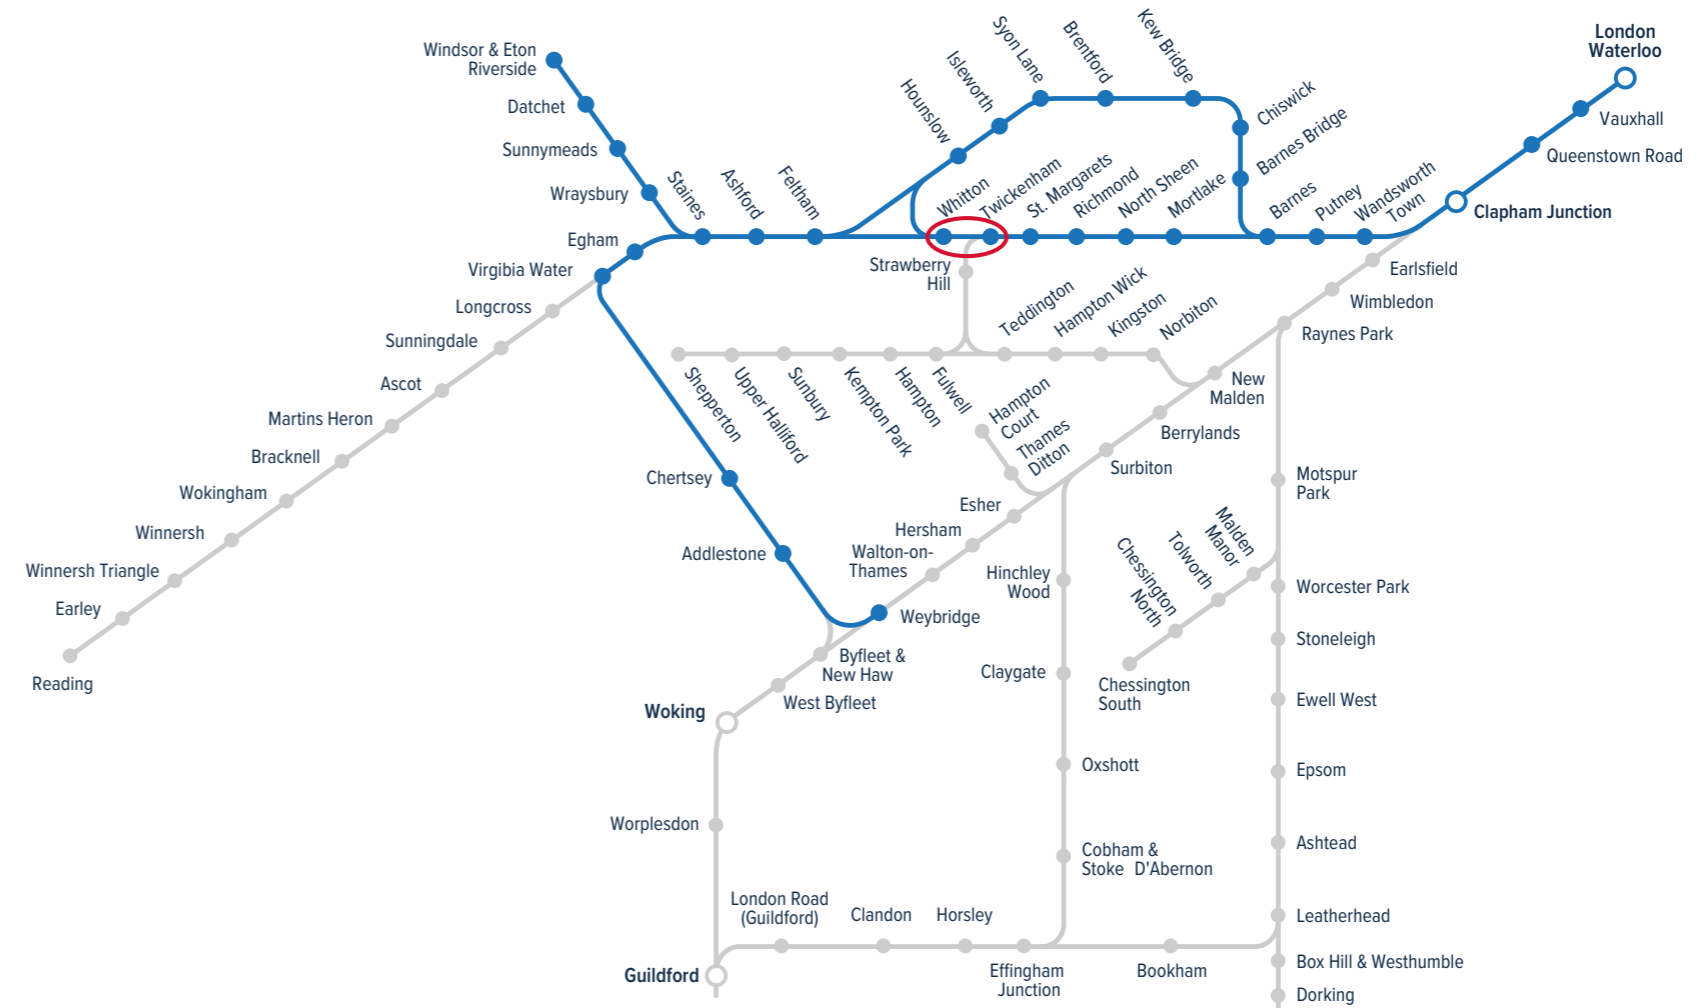 Windsor & Eton
Riverside
Datchet
Sunnymeads
Wraysbury
Staines
Ashford
Feltham
Hounslow
Isleworth
Syon Lane
Brentford
Kew Bridge
Chiswick
Barnes Bridge
London
Waterloo
Vauxhall
Queenstown Road
Clapham Junction
Whitton
Twickenham
St. Margarets
Richmond
North Sheen
Mortlake
Barnes
Putney
Wandsworth
Town
Egham
Virgibia Water
Longcross
Sunningdale
Ascot
Martins Heron
Bracknell
Wokingham
Winnersh
Winnersh Triangle
Earley
Reading
Strawberry
Hill
Teddington
Hampton Wick
Kingston
Norbiton
Shepperton
Upper Halliford
Sunbury
Kempton Park
Hampton
Fulwell
Hampton
Court
Thames
Ditton
Earlsfield
Wimbledon
Raynes Park
New
Malden
Berrylands
Surbiton
Esher
Hersham
Walton-on-
Thames
Weybridge
Chertsey
Addlestone
Byfleet &
New Haw
West Byfleet
Woking
Worplesdon
Guildford
London Road
(Guildford)
Clandon
Horsley
Effingham
Junction
Bookham
Hinchley
Wood
Claygate
Oxshott
Cobham &
Stoke D'Abernon
Motspur
Park
Malden
Manor
Tolworth
Chessington
North
Chessington
South
Worcester Park
Stoneleigh
Ewell West
Epsom
Ashtead
Leatherhead
Box Hill & Westhumble
Dorking